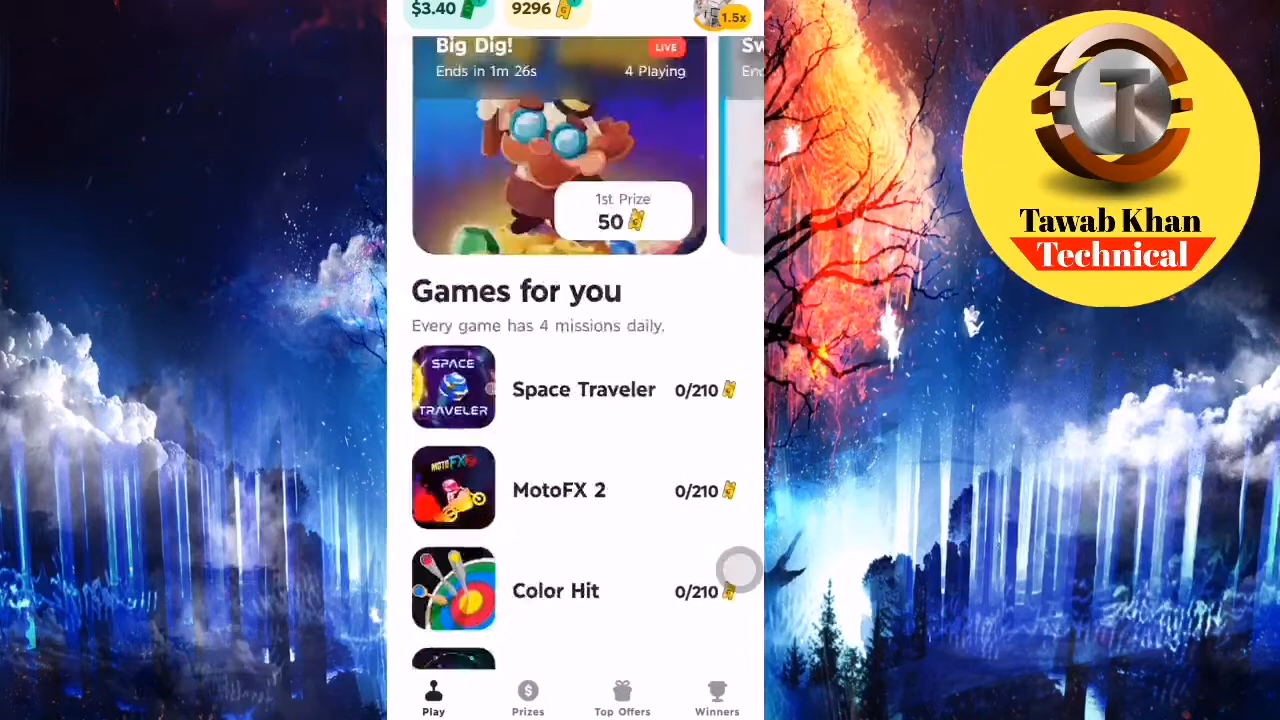 $3.40
9296
1.5x
Big Dig!
LIVE
Ends in 1m 26s
4 Playing
1st Prize
50
Games for you
Every game has 4 missions daily.
SPACE
TRAVELER
Space Traveler
0/210
MOTO FX2
MotoFX 2
0/210
Color Hit
0/210
Play
Prizes
Top Offers
Winners
T
Tawab Khan
Technical